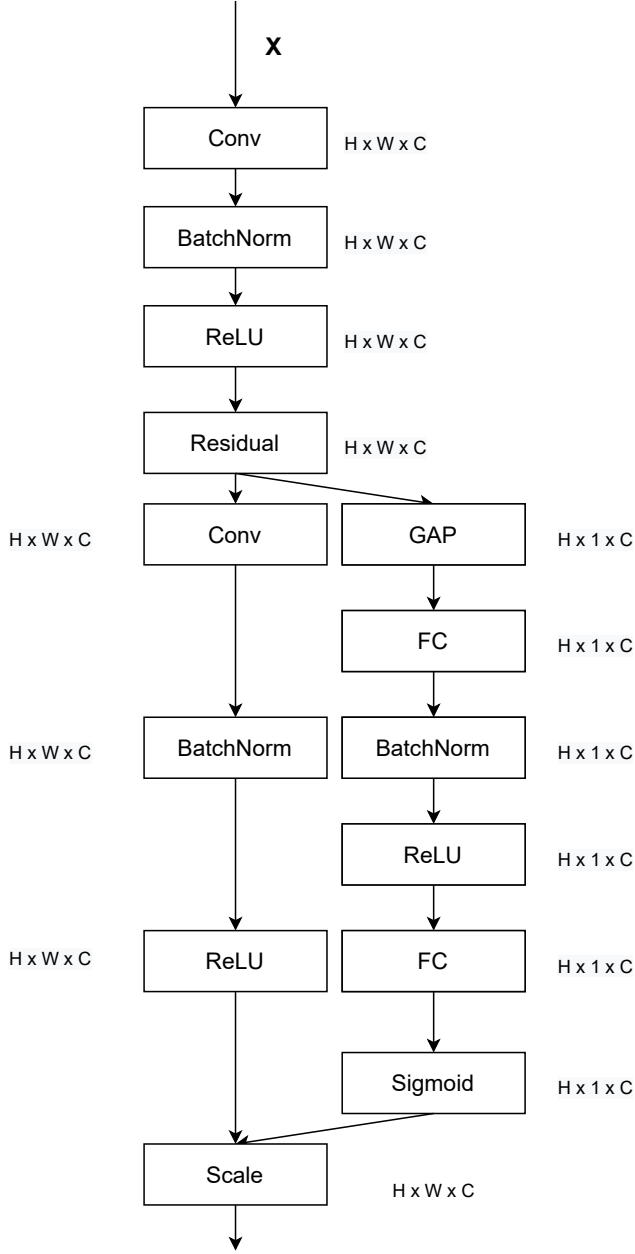 X
Conv
H x W x C
BatchNorm
H x W x C
ReLU
H x W x C
Residual
H x W x C
H x W x C
Conv
GAP
H x 1 x C
FC
H x 1 x C
H x W x C
BatchNorm
BatchNorm
H x 1 x C
ReLU
H x 1 x C
H x W x C
ReLU
FC
H x 1 x C
Sigmoid
H x 1 x C
Scale
H x W x C